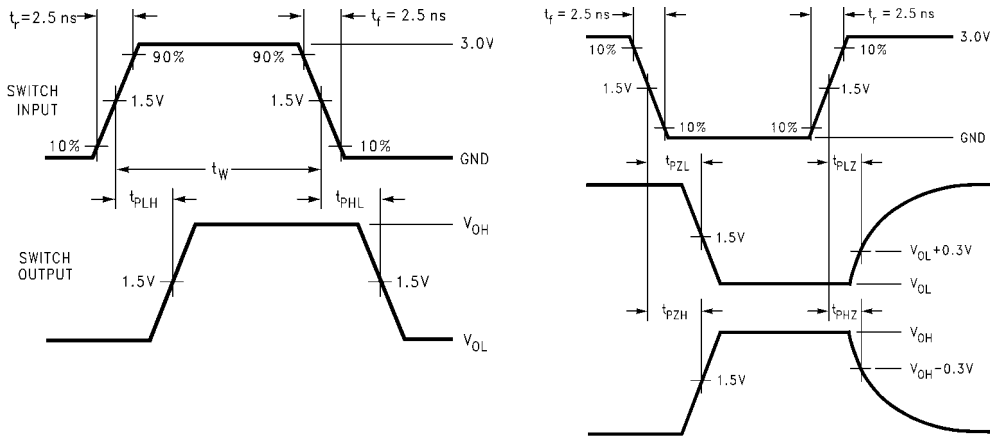 tr = 2.5 ns
tf = 2.5 ns
90%
90%
3.0V
SWITCH
INPUT
1.5V
1.5V
10%
10%
GND
tW
tPLH
tPHL
VOH
SWITCH
OUTPUT
1.5V
1.5V
VOL
tf = 2.5 ns
tr = 2.5 ns
3.0V
10%
10%
1.5V
1.5V
10%
10%
GND
tPZL
tPLZ
1.5V
VOL+0.3V
VOL
tPZH
tPHZ
VOH
VOH−0.3V
1.5V